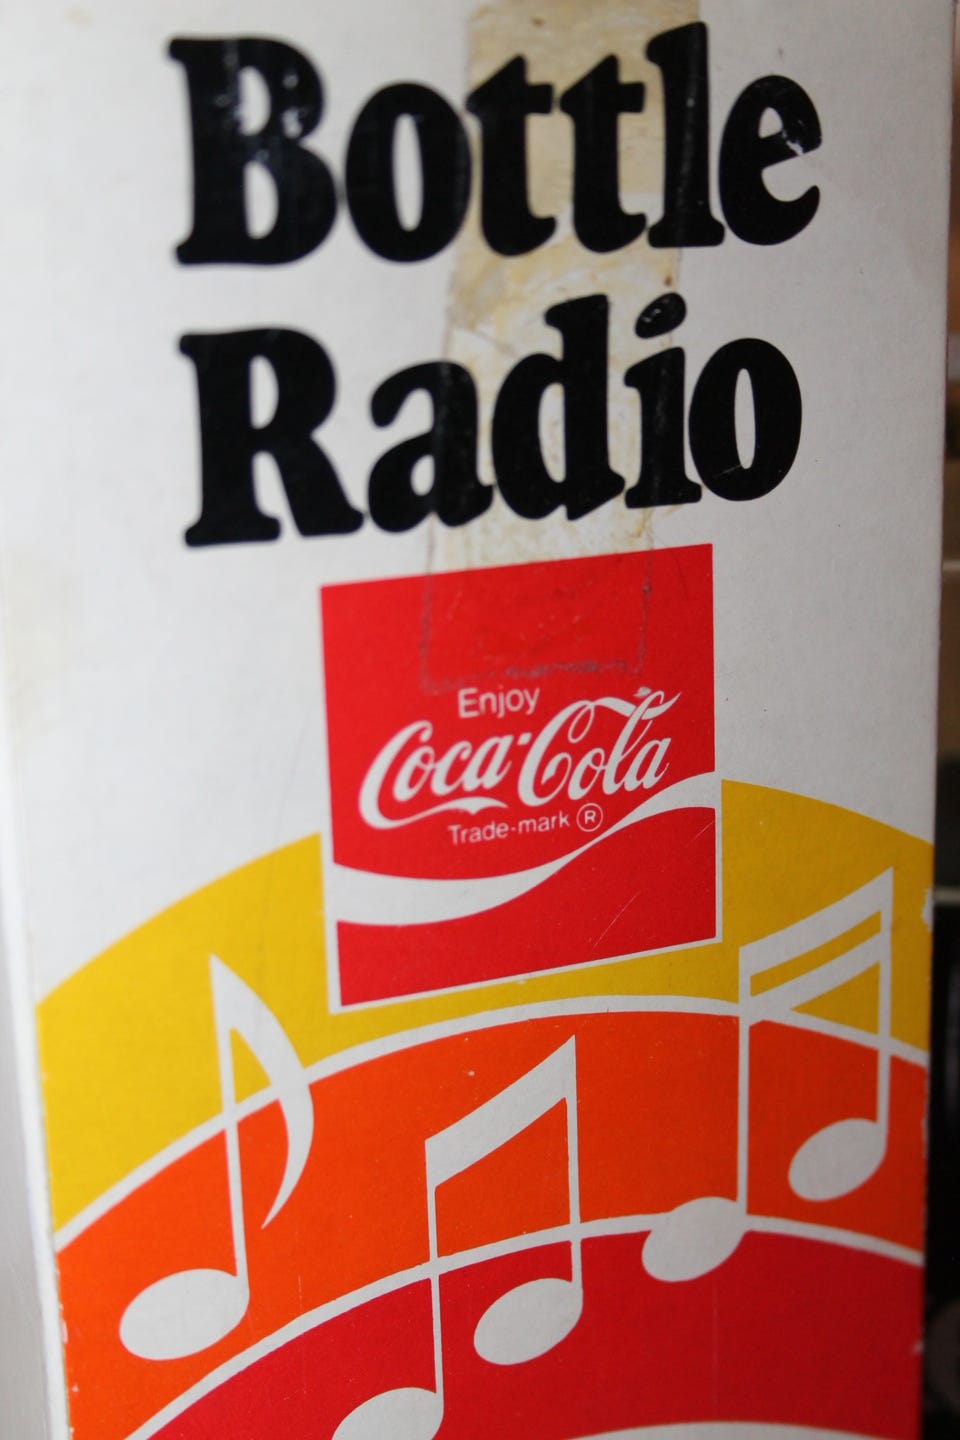 Bottle
Radio
Enjoy
Coca-Cola
Trade-mark ®